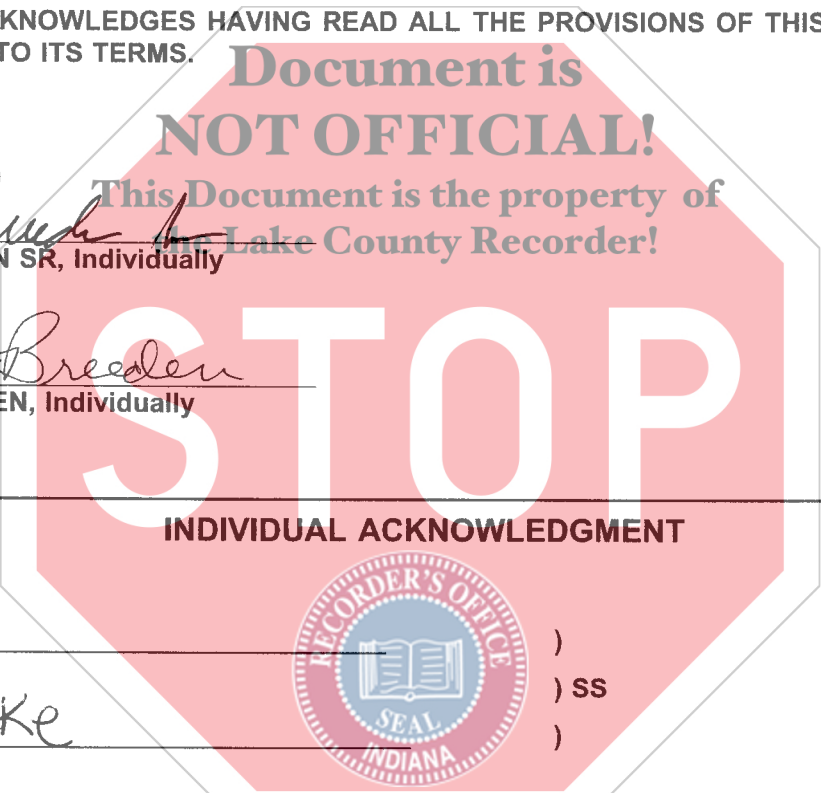 KNOWLEDGES HAVING READ ALL THE PROVISIONS OF THIS
TO ITS TERMS.
Document is
NOT OFFICIAL!
This Document is the property of
the Lake County Recorder!
N SR, Individually
Breeden
EN, Individually
STOP
INDIVIDUAL ACKNOWLEDGMENT
)
) SS
ke
)
RECORDER'S OFFICE
SEAL
INDIANA